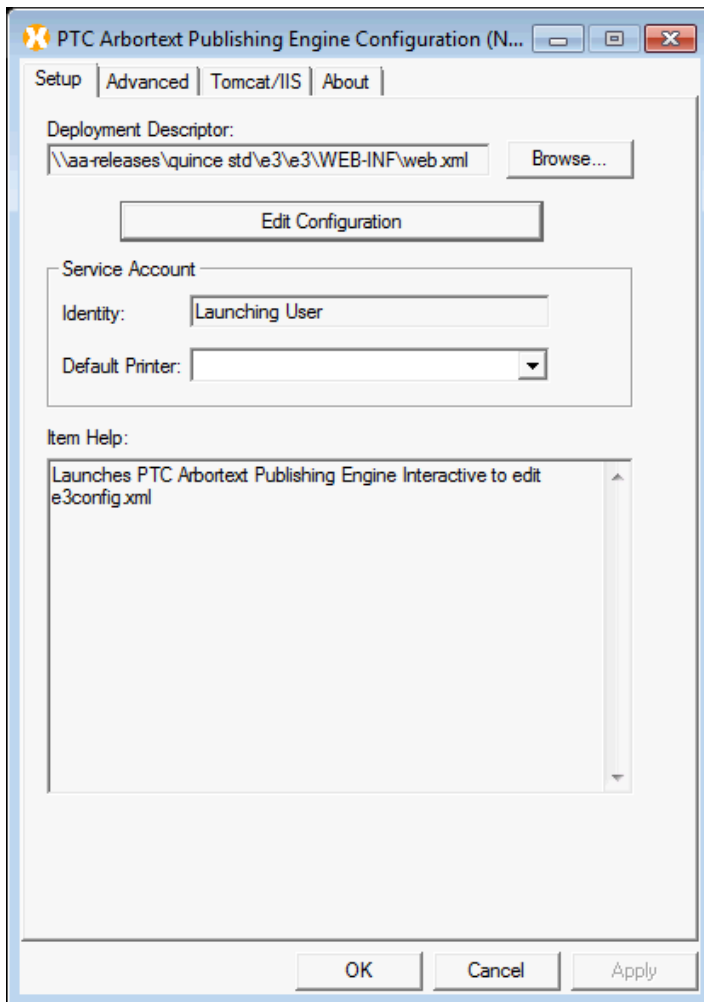 PTC Arbortext Publishing Engine Configuration (N...
Setup Advanced Tomcat/IIS About
Deployment Descriptor:
\\aa-releases\quince std\e3\e3\WEB-INF\web.xml Browse...
Edit Configuration
Service Account
Identity: Launching User
Default Printer:
Item Help:
Launches PTC Arbortext Publishing Engine Interactive to edit
e3config.xml
OK Cancel Apply